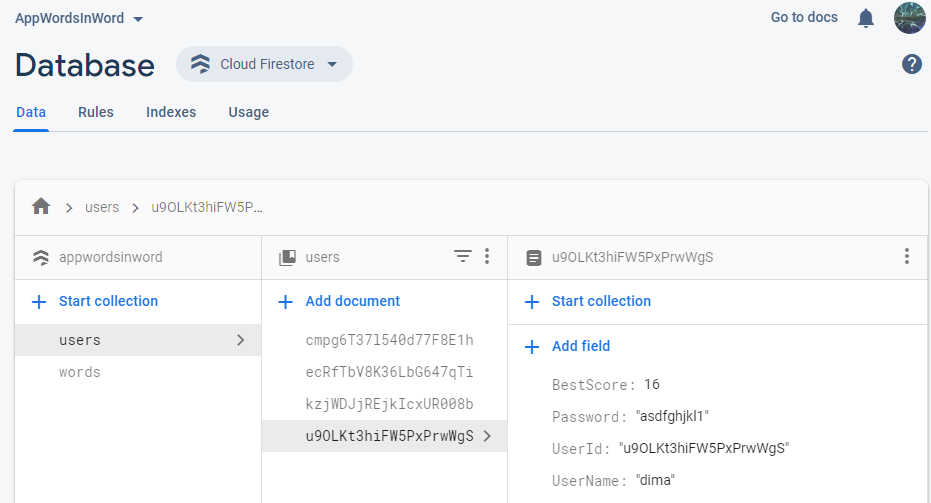 AppWordsInWord
Go to docs
Database
Cloud Firestore
Data Rules Indexes Usage
users
u9OLKt3hiFW5P...
appwordsinword
users
u9OLKt3hiFW5PxPrwWgS
Start collection
Add document
Start collection
users
words
cmpg6T37l540d77F8E1h
ecRfTbV8K36LbG647qTi
kzjWDJjREjkIcxUR008b
u9OLKt3hiFW5PxPrwWgS
Add field
BestScore: 16
Password: "asdfghjkl1"
UserId: "u9OLKt3hiFW5PxPrwWgS"
UserName: "dima"